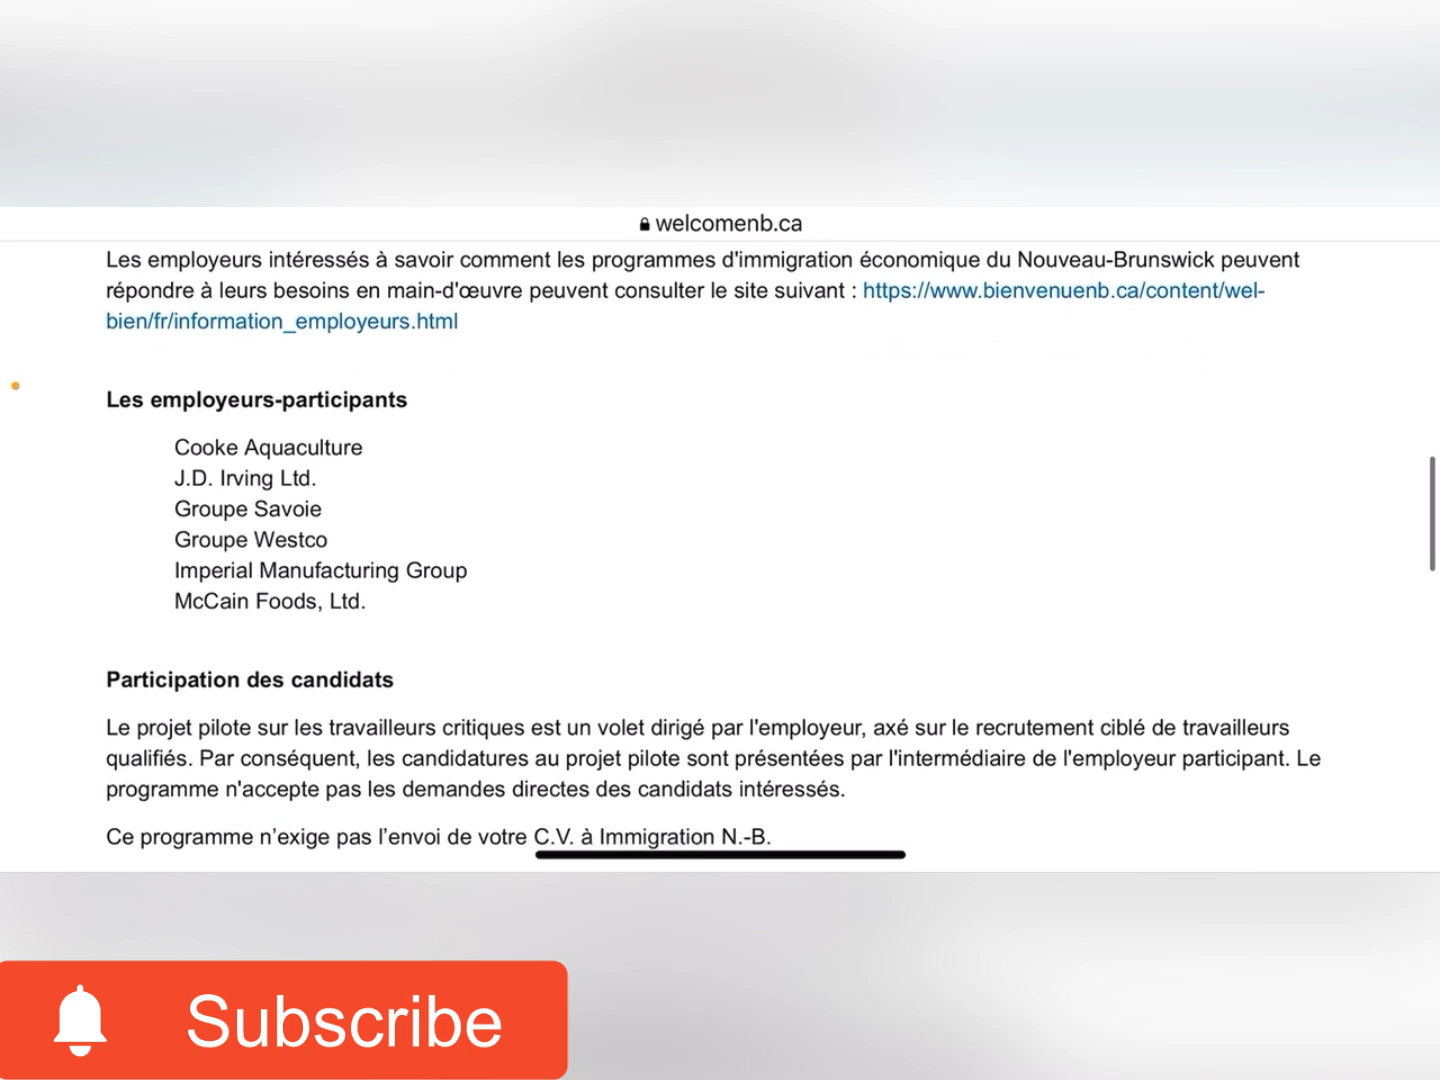 welcomenb.ca
Les employeurs intéressés à savoir comment les programmes d'immigration économique du Nouveau-Brunswick peuvent
répondre à leurs besoins en main-d'œuvre peuvent consulter le site suivant : https://www.bienvenuenb.ca/content/wel-
bien/fr/information_employeurs.html
Les employeurs-participants
Cooke Aquaculture
J.D. Irving Ltd.
Groupe Savoie
Groupe Westco
Imperial Manufacturing Group
McCain Foods, Ltd.
Participation des candidats
Le projet pilote sur les travailleurs critiques est un volet dirigé par l'employeur, axé sur le recrutement ciblé de travailleurs
qualifiés. Par conséquent, les candidatures au projet pilote sont présentées par l'intermédiaire de l'employeur participant. Le
programme n'accepte pas les demandes directes des candidats intéressés.
Ce programme n’exige pas l’envoi de votre C.V. à Immigration N.-B.
Subscribe